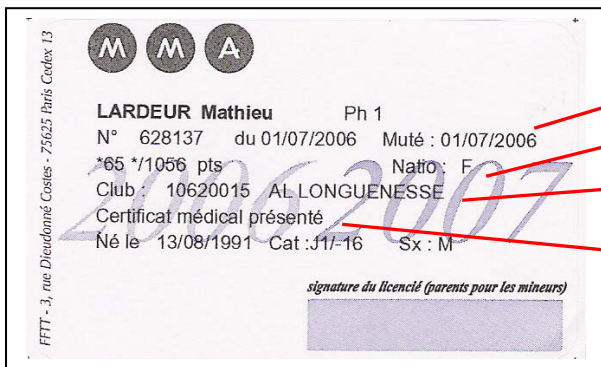 MMA
LARDEUR Mathieu Ph 1
N° 628137 du 01/07/2006 Muté : 01/07/2006
*65 */1056 pts Natio : F
Club : 10620015 AL LONGUENESSE
Certificat médical présenté
Né le 13/08/1991 Cat :J1/-16 Sx : M
2006 2007
signature du licencié (parents pour les mineurs)
FFTT - 3, rue Dieudonné Costes - 75625 Paris Cedex 13